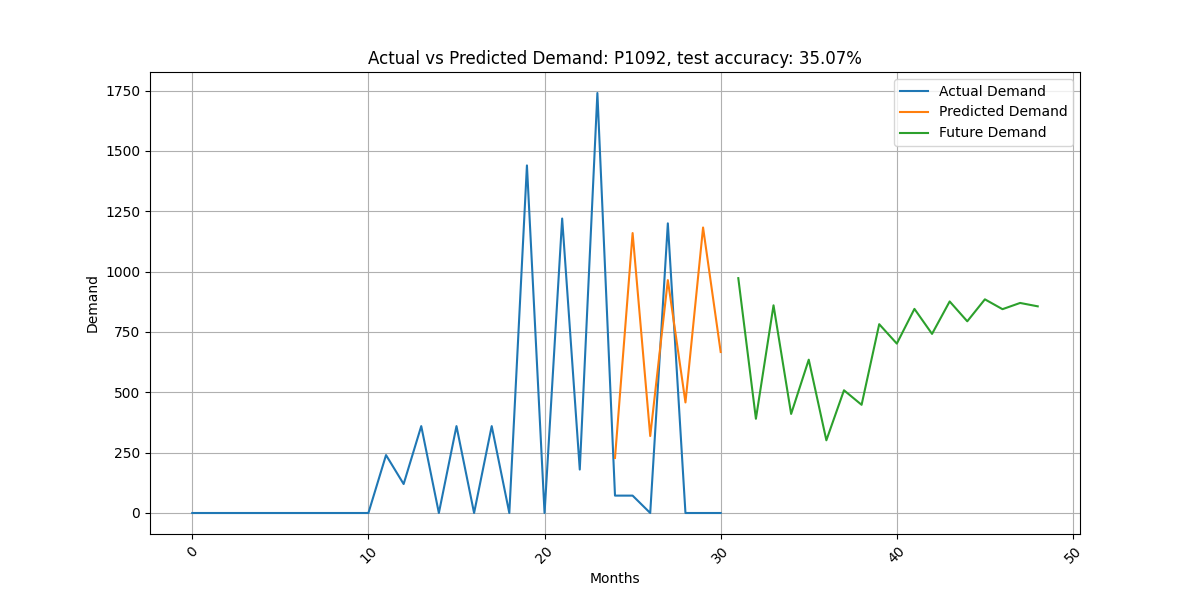 Actual vs Predicted Demand: P1092, test accuracy: 35.07%
Actual Demand
Predicted Demand
Future Demand
1750
1500
1250
1000
750
500
250
0
Demand
0
10
20
30
40
50
Months